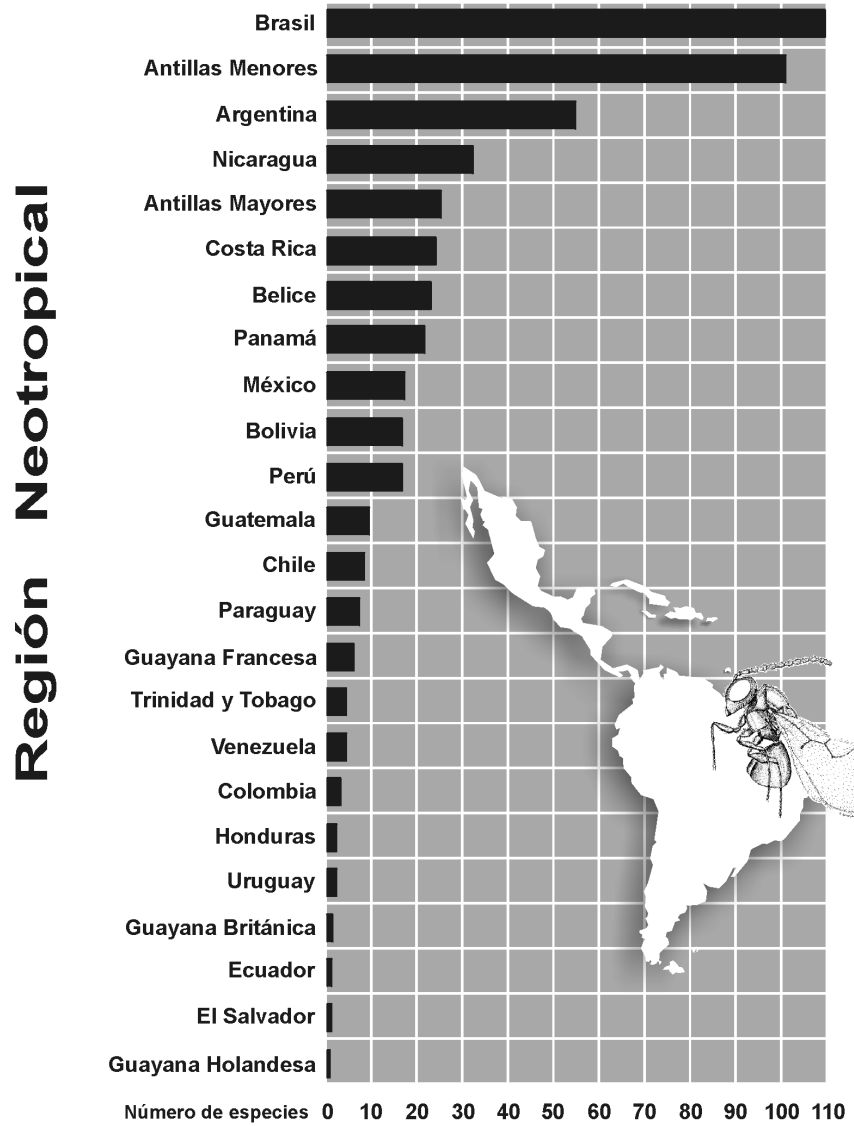 Región Neotropical
Brasil
Antillas Menores
Argentina
Nicaragua
Antillas Mayores
Costa Rica
Belice
Panamá
México
Bolivia
Perú
Guatemala
Chile
Paraguay
Guayana Francesa
Trinidad y Tobago
Venezuela
Colombia
Honduras
Uruguay
Guayana Británica
Ecuador
El Salvador
Guayana Holandesa
Número de especies 0 10 20 30 40 50 60 70 80 90 100 110